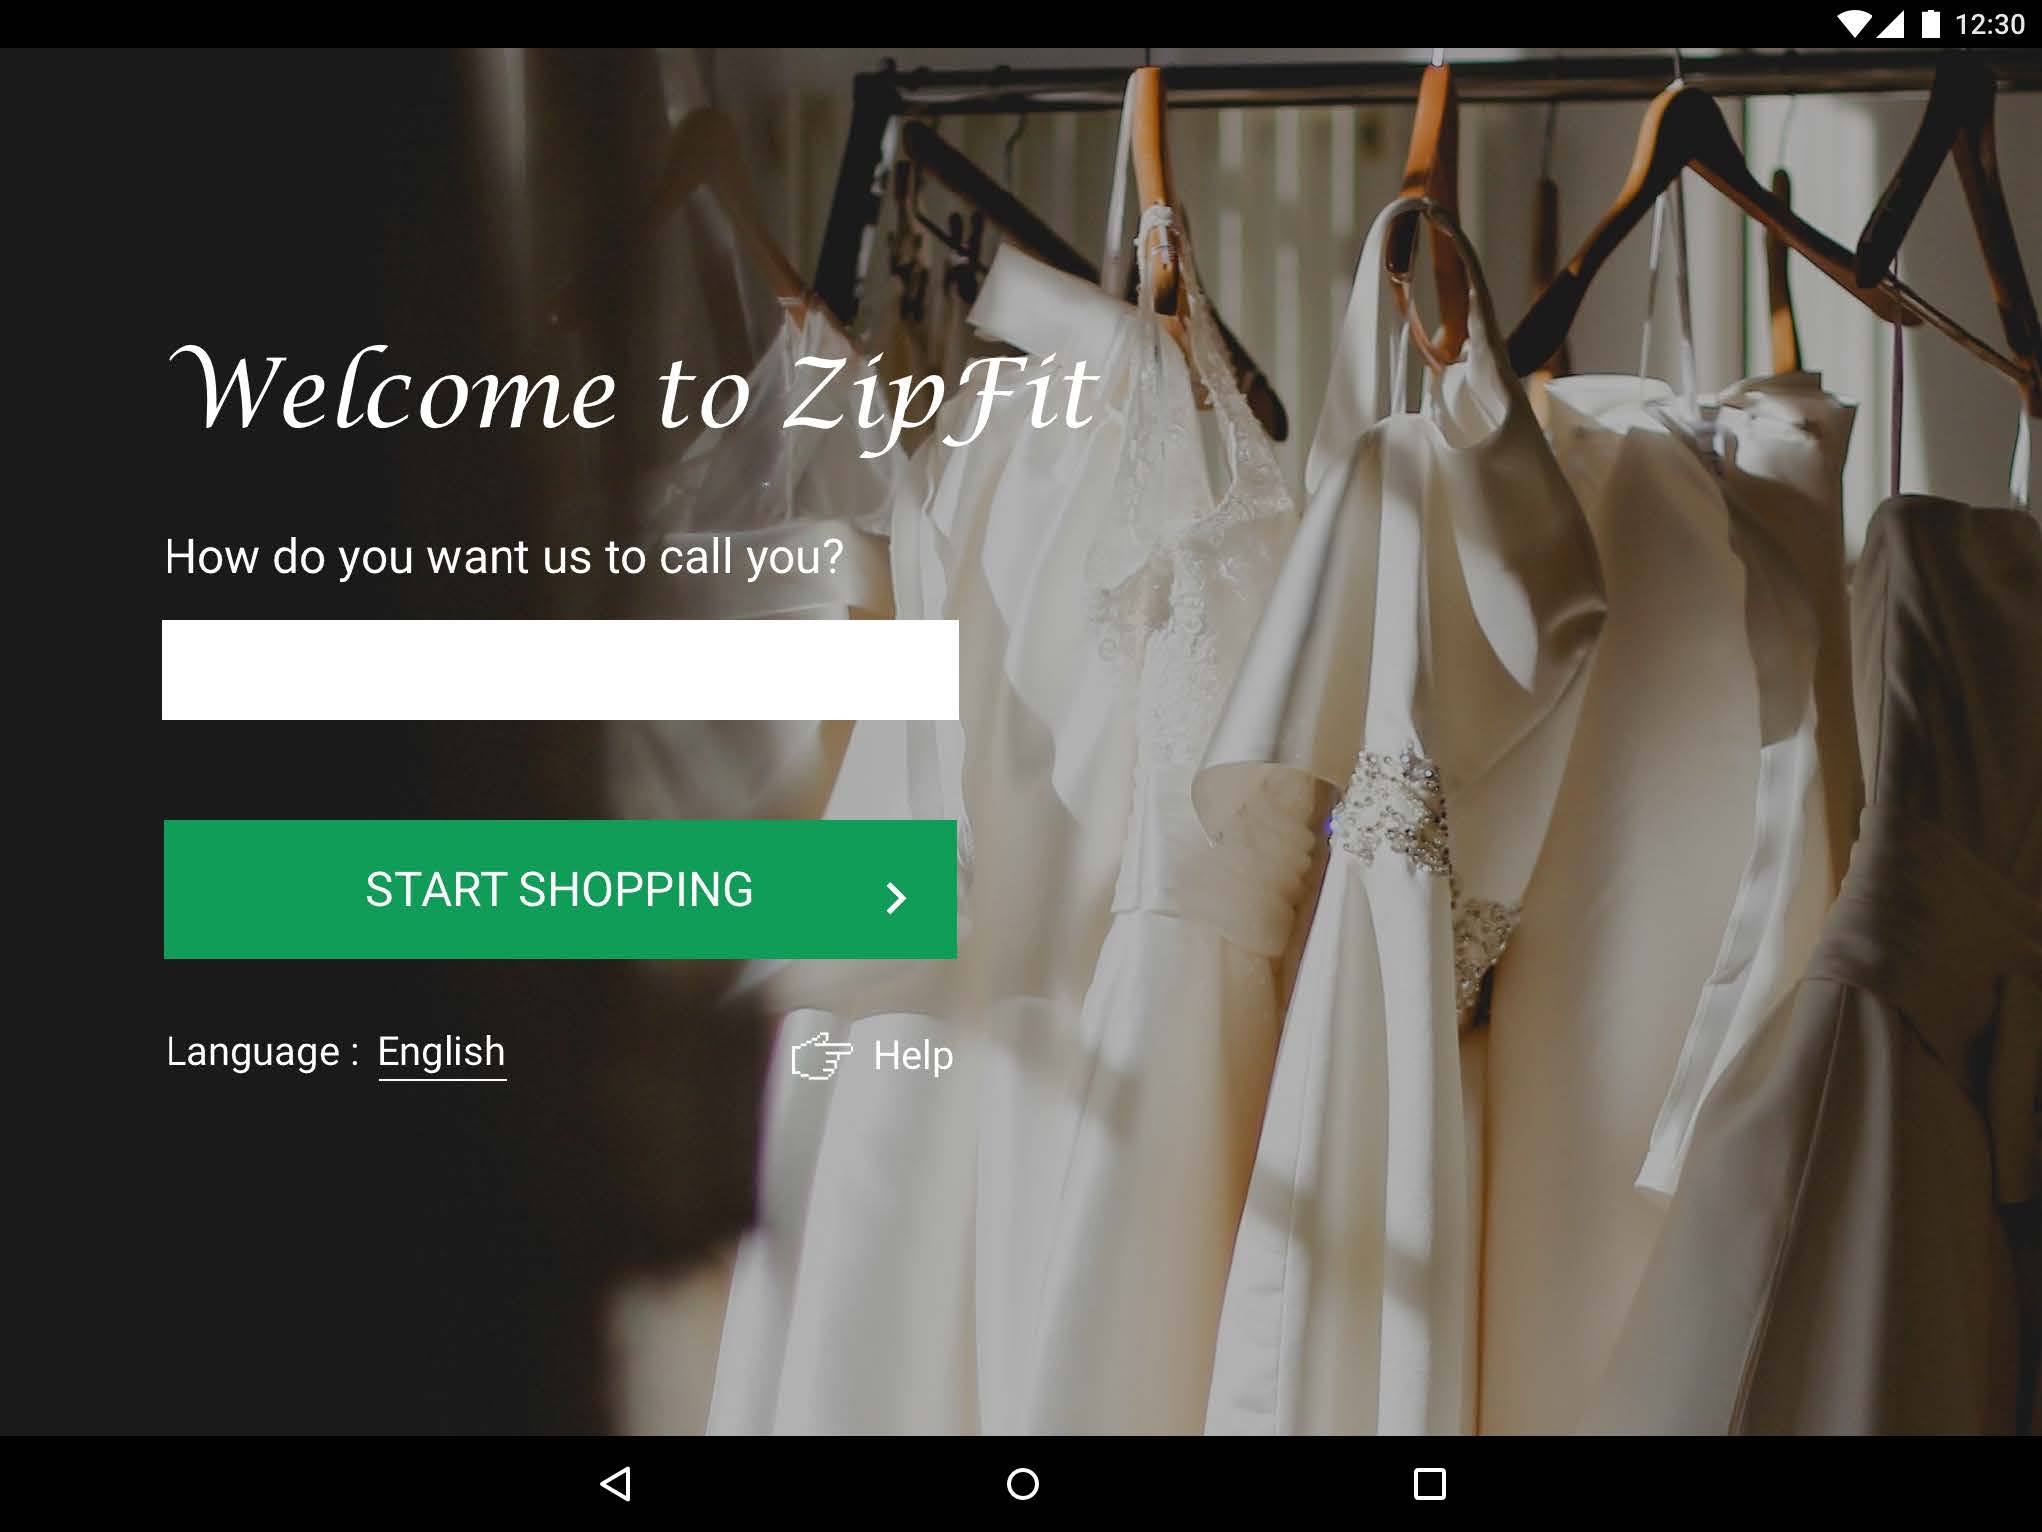 12:30
Welcome to ZipFit
How do you want us to call you?
START SHOPPING
Language : English
Help